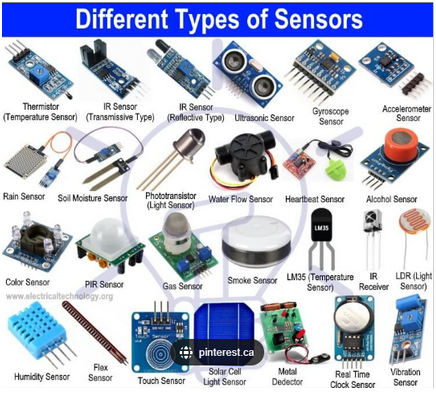 Different Types of Sensors
Thermistor
(Temperature Sensor)
IR Sensor
(Transmissive Type)
IR Sensor
(Reflective Type)
Ultrasonic Sensor
Gyroscope
Sensor
Accelerometer
Sensor
Rain Sensor
Soil Moisture Sensor
Phototransistor
(Light Sensor)
Water Flow Sensor
Heartbeat Sensor
Alcohol Sensor
LM35
Color Sensor
PIR Sensor
Gas Sensor
Smoke Sensor
LM35 (Temperature
Sensor)
IR
Receiver
LDR (Light
Sensor)
www.electricaltechnology.org
Humidity Sensor
Flex
Sensor
Touch
Touch Sensor
Solar Cell
Light Sensor
pinterest.ca
Metal
Dedector
Real Time
Clock Sensor
Vibration
Sensor